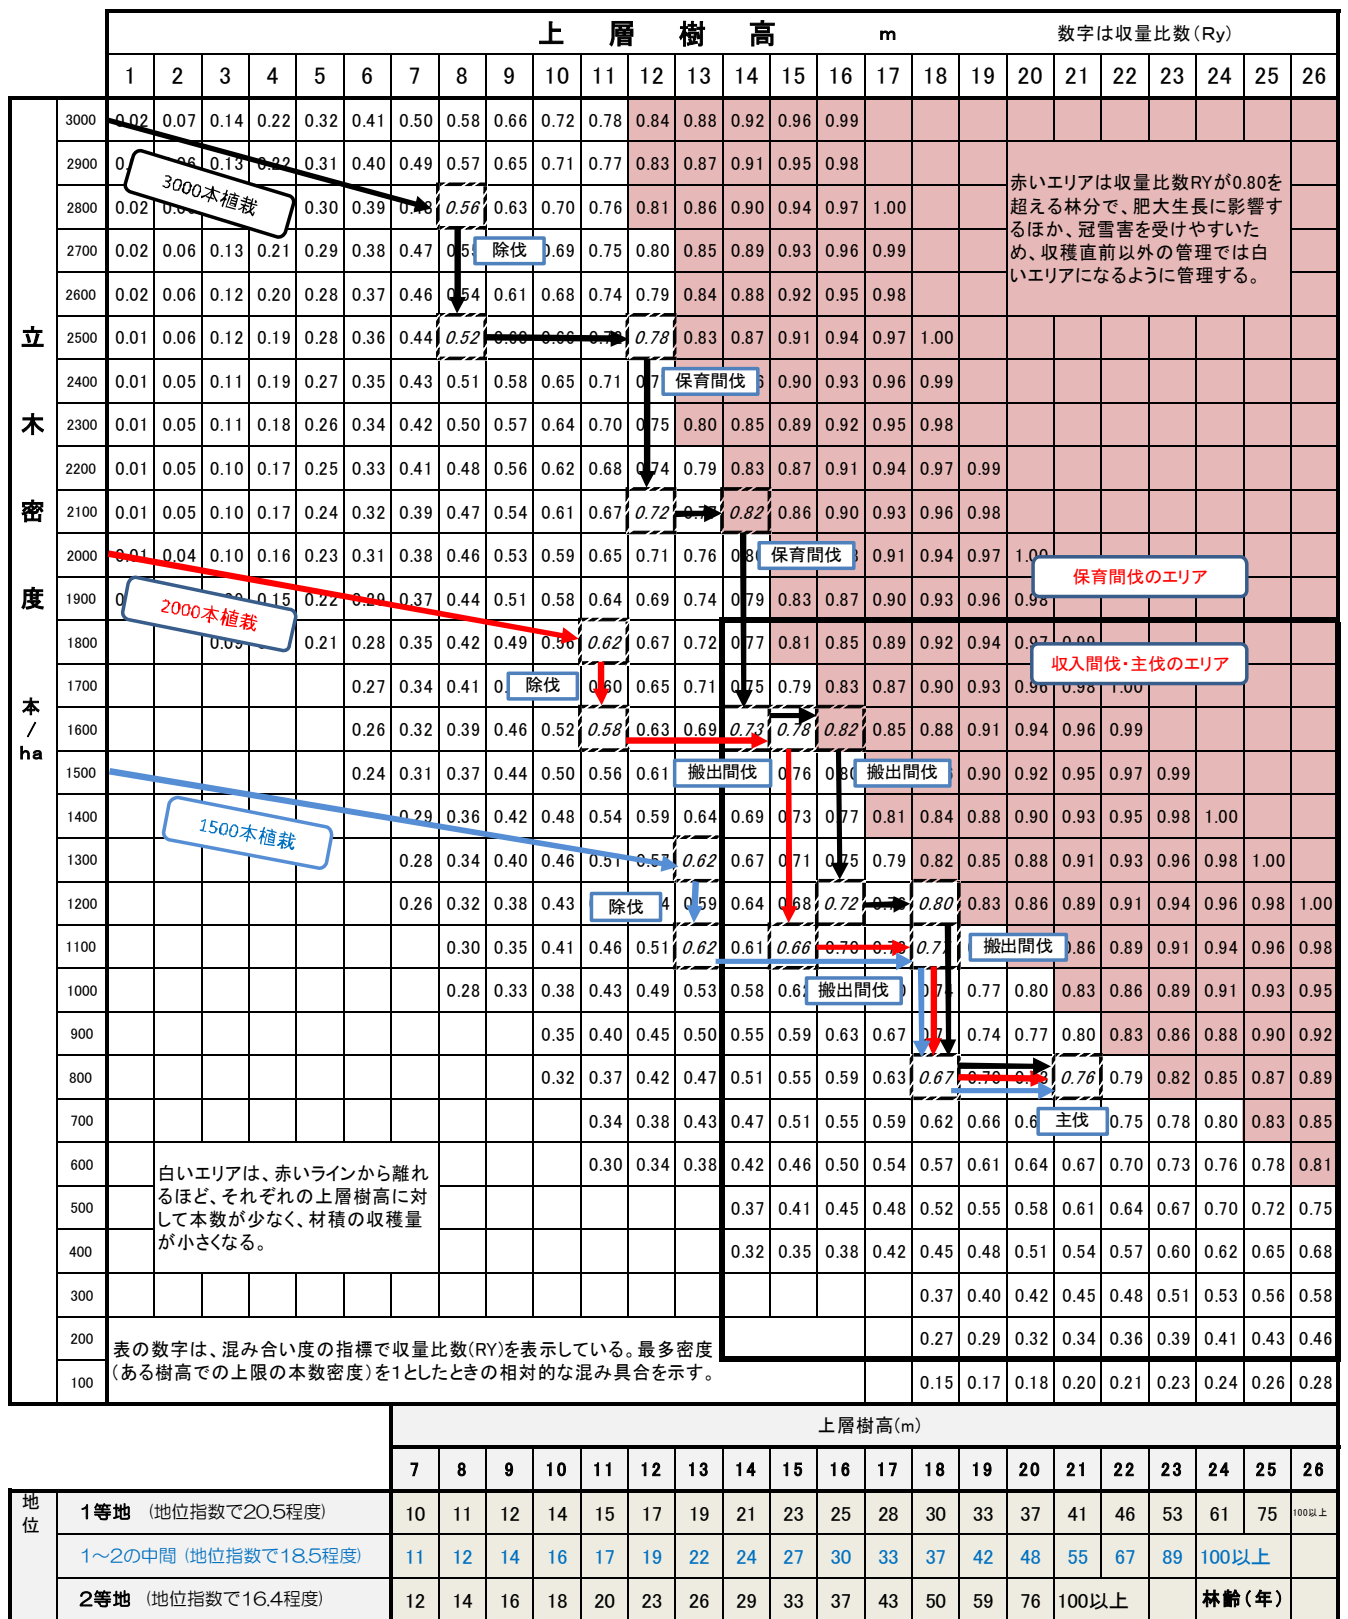 上層樹高 m 数字は収量比数(Ry)
1 2 3 4 5 6 7 8 9 10 11 12 13 14 15 16 17 18 19 20 21 22 23 24 25 26
立木密度 本/ha
3000 0.02 0.07 0.14 0.22 0.32 0.41 0.50 0.58 0.66 0.72 0.78 0.84 0.88 0.92 0.96 0.99
2900 0.13 0.22 0.31 0.40 0.49 0.57 0.65 0.71 0.77 0.83 0.87 0.91 0.95 0.98
3000本植栽
赤いエリアは収量比数RYが0.80を
超える林分で、肥大生長に影響す
るほか、冠雪害を受けやすいた
め、収穫直前以外の管理では白
いエリアになるように管理する。
2800 0.02 0.30 0.39 0.48 0.56 0.63 0.70 0.76 0.81 0.86 0.90 0.94 0.97 1.00
2700 0.02 0.06 0.13 0.21 0.29 0.38 0.47 除伐 0.69 0.75 0.80 0.85 0.89 0.93 0.96 0.99
2600 0.02 0.06 0.12 0.20 0.28 0.37 0.46 0.54 0.61 0.68 0.74 0.79 0.84 0.88 0.92 0.95 0.98
2500 0.01 0.06 0.12 0.19 0.28 0.36 0.44 0.52 0.66 0.78 0.83 0.87 0.91 0.94 0.97 1.00
2400 0.01 0.05 0.11 0.19 0.27 0.35 0.43 0.51 0.58 0.65 0.71 保育間伐 0.90 0.93 0.96 0.99
2300 0.01 0.05 0.11 0.18 0.26 0.34 0.42 0.50 0.57 0.64 0.70 0.75 0.80 0.85 0.89 0.92 0.95 0.98
2200 0.01 0.05 0.10 0.17 0.25 0.33 0.41 0.48 0.56 0.62 0.68 0.74 0.79 0.83 0.87 0.91 0.94 0.97 0.99
2100 0.01 0.05 0.10 0.17 0.24 0.32 0.39 0.47 0.54 0.61 0.67 0.72 0.77 0.82 0.86 0.90 0.93 0.96 0.98
2000 0.01 0.04 0.10 0.16 0.23 0.31 0.38 0.46 0.53 0.59 0.65 0.71 0.76 保育間伐 0.91 0.94 0.97 1.00
保育間伐のエリア
1900 0.15 0.22 0.29 0.37 0.44 0.51 0.58 0.64 0.69 0.74 0.79 0.83 0.87 0.90 0.93 0.96 0.98
2000本植栽
1800 0.09 0.21 0.28 0.35 0.42 0.49 0.56 0.62 0.67 0.72 0.77 0.81 0.85 0.89 0.92 0.94 0.97 0.99
収入間伐・主伐のエリア
1700 0.27 0.34 0.41 除伐 0.60 0.65 0.71 0.75 0.79 0.83 0.87 0.90 0.93 0.96 0.98 1.00
1600 0.26 0.32 0.39 0.46 0.52 0.58 0.63 0.69 0.73 0.78 0.82 0.85 0.88 0.91 0.94 0.96 0.99
1500 0.24 0.31 0.37 0.44 0.50 0.56 0.61 搬出間伐 0.76 0.80 搬出間伐 0.90 0.92 0.95 0.97 0.99
1400 0.29 0.36 0.42 0.48 0.54 0.59 0.64 0.69 0.73 0.77 0.81 0.84 0.88 0.90 0.93 0.95 0.98 1.00
1500本植栽
1300 0.28 0.34 0.40 0.46 0.51 0.57 0.62 0.67 0.71 0.75 0.79 0.82 0.85 0.88 0.91 0.93 0.96 0.98 1.00
1200 0.26 0.32 0.38 0.43 除伐 0.59 0.64 0.68 0.72 0.76 0.80 0.83 0.86 0.89 0.91 0.94 0.96 0.98 1.00
1100 0.30 0.35 0.41 0.46 0.51 0.62 0.61 0.66 0.70 0.73 0.77 搬出間伐 0.86 0.89 0.91 0.94 0.96 0.98
1000 0.28 0.33 0.38 0.43 0.49 0.53 0.58 搬出間伐 0.74 0.77 0.80 0.83 0.86 0.89 0.91 0.93 0.95
900 0.35 0.40 0.45 0.50 0.55 0.59 0.63 0.67 0.74 0.77 0.80 0.83 0.86 0.88 0.90 0.92
800 0.32 0.37 0.42 0.47 0.51 0.55 0.59 0.63 0.67 0.70 0.73 0.76 0.79 0.82 0.85 0.87 0.89
700 0.34 0.38 0.43 0.47 0.51 0.55 0.59 0.62 0.66 主伐 0.75 0.78 0.80 0.83 0.85
600 0.30 0.34 0.38 0.42 0.46 0.50 0.54 0.57 0.61 0.64 0.67 0.70 0.73 0.76 0.78 0.81
白いエリアは、赤いラインから離れ
るほど、それぞれの上層樹高に対
して本数が少なく、材積の収穫量
が小さくなる。
500 0.37 0.41 0.45 0.48 0.52 0.55 0.58 0.61 0.64 0.67 0.70 0.72 0.75
400 0.32 0.35 0.38 0.42 0.45 0.48 0.51 0.54 0.57 0.60 0.62 0.65 0.68
300 0.37 0.40 0.42 0.45 0.48 0.51 0.53 0.56 0.58
200 0.27 0.29 0.32 0.34 0.36 0.39 0.41 0.43 0.46
表の数字は、混み合い度の指標で収量比数(RY)を表示している。最多密度
(ある樹高での上限の本数密度)を1としたときの相対的な混み具合を示す。
100 0.15 0.17 0.18 0.20 0.21 0.23 0.24 0.26 0.28
上層樹高(m)
7 8 9 10 11 12 13 14 15 16 17 18 19 20 21 22 23 24 25 26
地位
1等地 (地位指数で20.5程度) 10 11 12 14 15 17 19 21 23 25 28 30 33 37 41 46 53 61 75 100以上
1~2の中間 (地位指数で18.5程度) 11 12 14 16 17 19 22 24 27 30 33 37 42 48 55 67 89 100以上
2等地 (地位指数で16.4程度) 12 14 16 18 20 23 26 29 33 37 43 50 59 76 100以上 林齢(年)